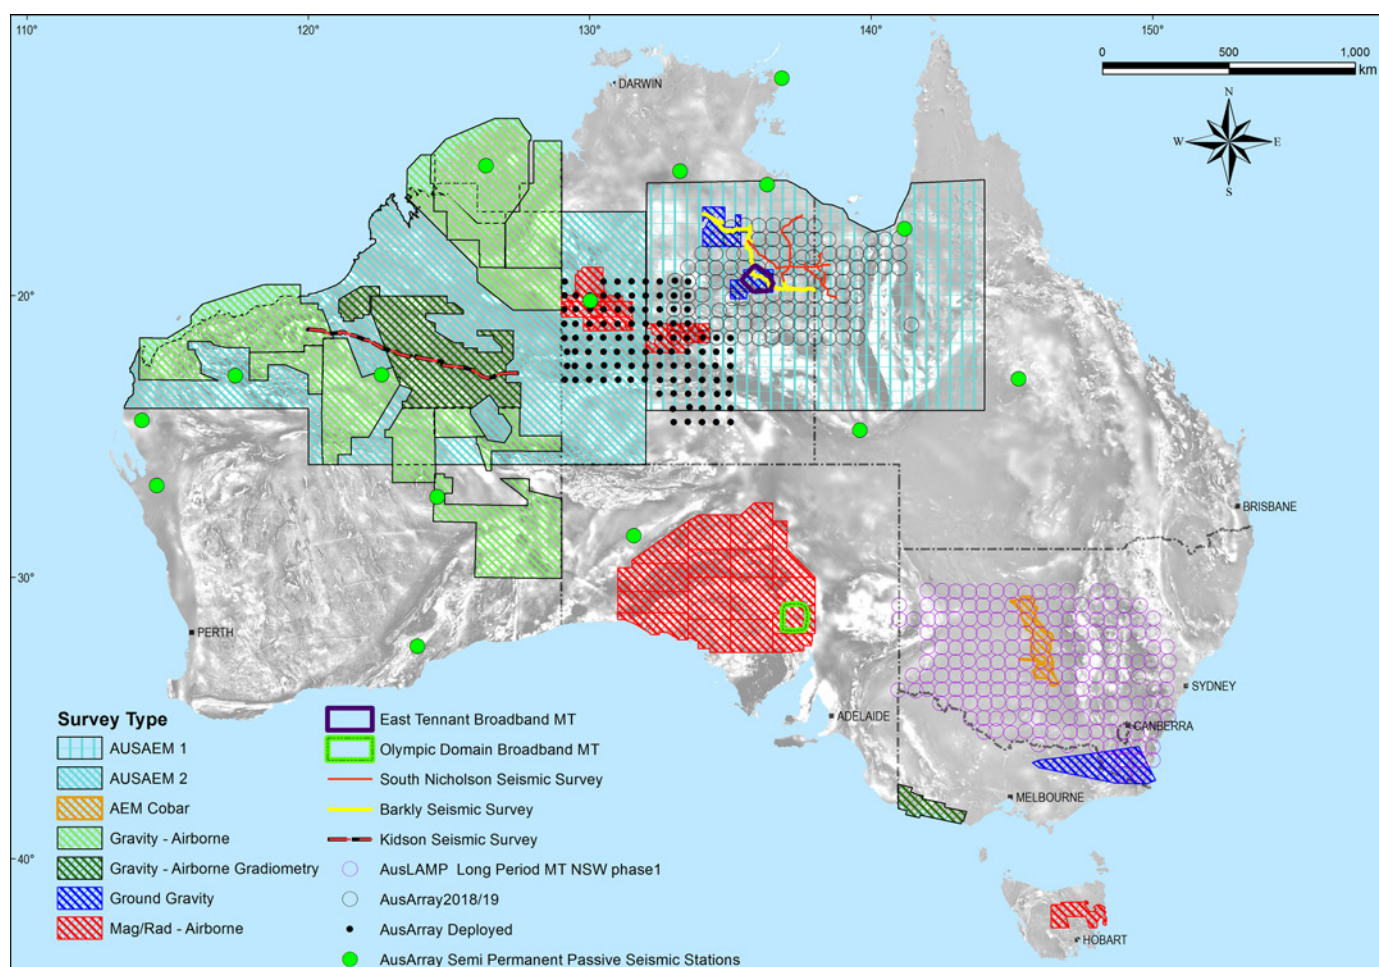 110°
120°
130°
140°
150°
0
500
1,000
km
N
W
E
S
DARWIN
20°
BRISBANE
30°
PERTH
SYDNEY
ADELAIDE
CANBERRA
MELBOURNE
40°
HOBART
Survey Type
AUSAEM 1
AUSAEM 2
AEM Cobar
Gravity - Airborne
Gravity - Airborne Gradiometry
Ground Gravity
Mag/Rad - Airborne
East Tennant Broadband MT
Olympic Domain Broadband MT
South Nicholson Seismic Survey
Barkly Seismic Survey
Kidson Seismic Survey
AusLAMP  Long Period MT NSW phase1
AusArray2018/19
AusArray Deployed
AusArray Semi Permanent Passive Seismic Stations